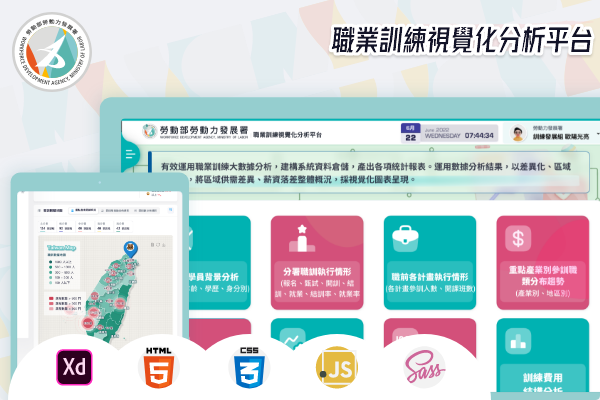 職業訓練視覺化分析平台
勞動部勞動力發展署
WORKFORCE DEVELOPMENT AGENCY, MINISTRY OF LABOR
勞動部勞動力發展署
WORKFORCE DEVELOPMENT AGENCY, MINISTRY OF LABOR
職業訓練視覺化分析平台
6月
22
June 2022
WEDNESDAY
07:44:34
勞動力發展署
訓練發展組 歐陽光亮
有效運用職業訓練大數據分析，建構系統資料倉儲，產出各項統計報表。運用數據分析結果，以差異化、區域
，將區域供需差異、薪資落差整體概況，採視覺化圖表呈現。
學員背景分析
齡、學歷、身分別)
分署職訓執行情形
(報名、甄試、開訓、結
訓、就業、結訓率、就業率
職前各計畫執行情形
(各計畫參訓人數、開課班數)
重點產業別參訓職
類分布趨勢
(產業別、地區別)
訓練費用
結構分析
Taiwan Map
Xd
HTML
5
CSS
3
JS
Sass